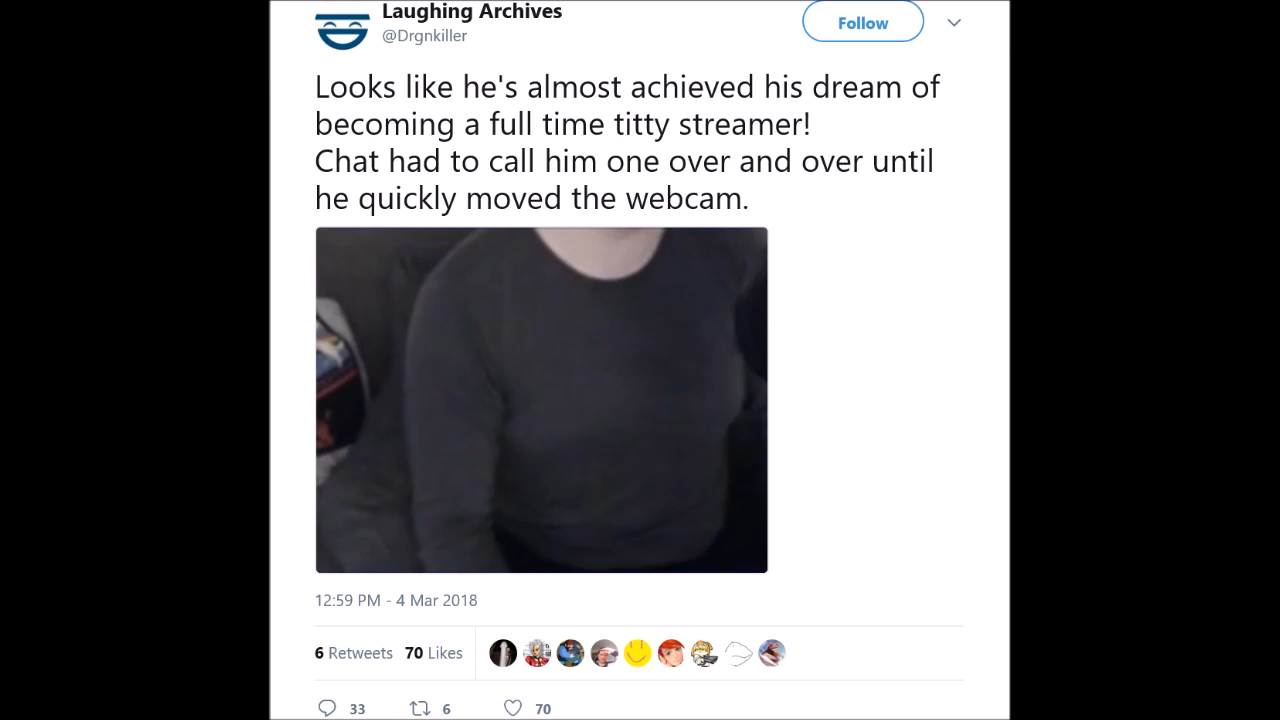 Laughing Archives
@Drgnkiller
Follow
Looks like he's almost achieved his dream of
becoming a full time titty streamer!
Chat had to call him one over and over until
he quickly moved the webcam.
12:59 PM - 4 Mar 2018
6 Retweets 70 Likes
33 6 70